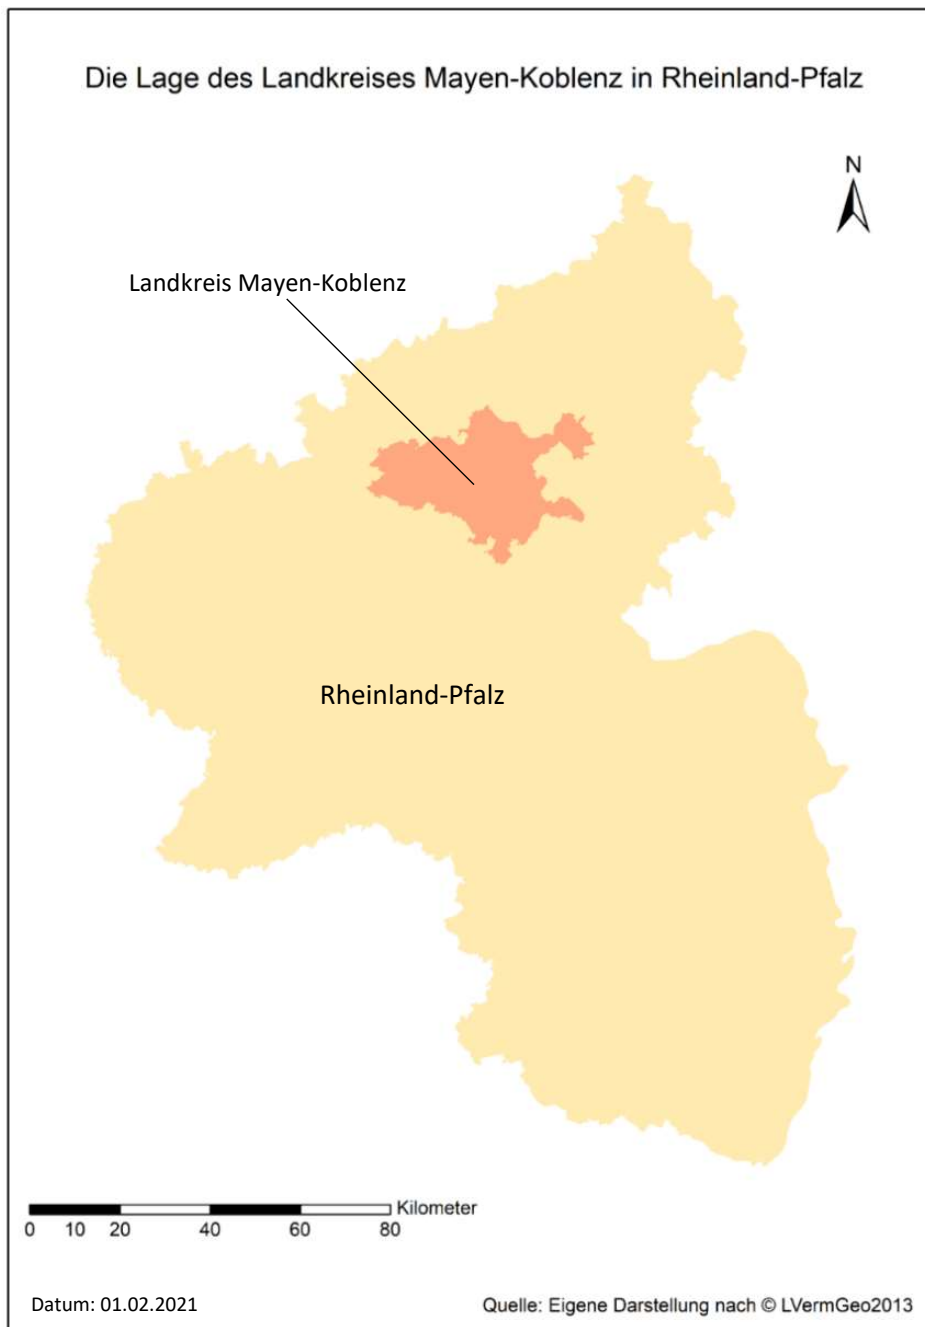 Die Lage des Landkreises Mayen-Koblenz in Rheinland-Pfalz
N
Landkreis Mayen-Koblenz
Rheinland-Pfalz
Kilometer
0 10 20 40 60 80
Datum: 01.02.2021
Quelle: Eigene Darstellung nach © LVermGeo2013